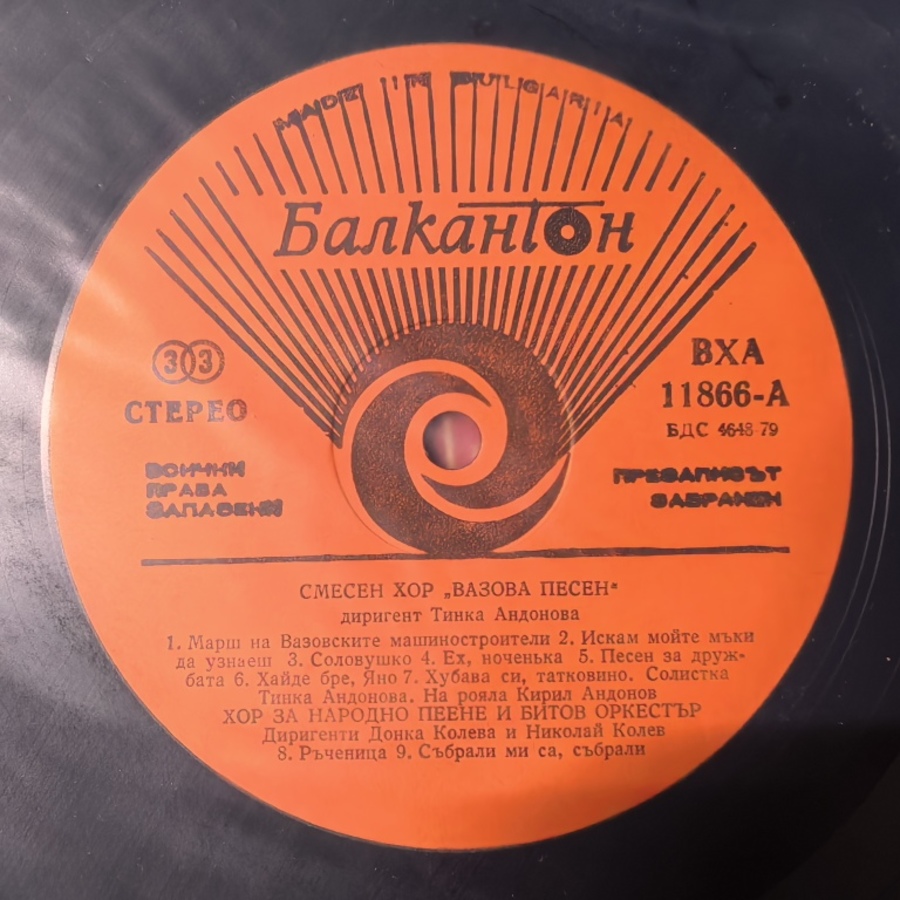 MADE IN BULGARIA
Балкантон
33
СТЕРЕО
ВСИЧКИ
ПРАВА
ЗАПАЗЕНИ
ВХА
11866-А
БДС 4648-79
ПРЕЗАПИСЪТ
ЗАБРАНЕН
СМЕСЕН ХОР „ВАЗОВА ПЕСЕН“
диригент Тинка Андонова
1. Марш на Вазовските машиностроители 2. Искам мойте мъки
да узнаеш 3. Соловушко 4. Ех, ноченька 5. Песен за друж-
бата 6. Хайде бре, Яно 7. Хубава си, татковино. Солистка
Тинка Андонова. На рояла Кирил Андонов
ХОР ЗА НАРОДНО ПЕЕНЕ И БИТОВ ОРКЕСТЪР
Диригенти Донка Колева и Николай Колев
8. Ръченица 9. Събрали ми са, събрали